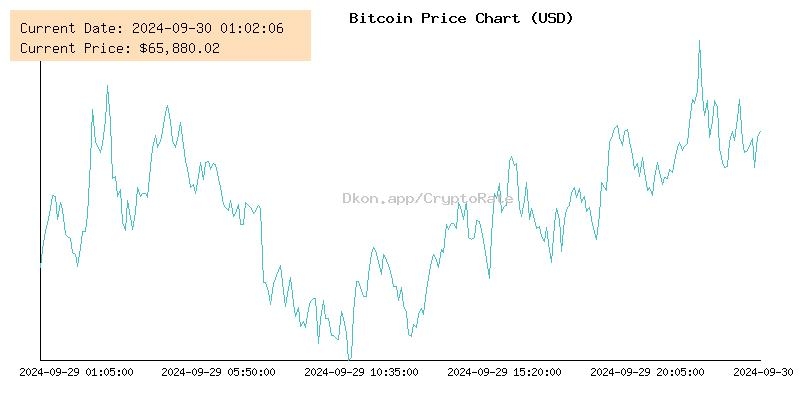 Bitcoin Price Chart (USD)
Current Date: 2024-09-30 01:02:06
Current Price: $65,880.02
Dkon.app/CryptoRate
2024-09-29 01:05:00 2024-09-29 05:50:00 2024-09-29 10:35:00 2024-09-29 15:20:00 2024-09-29 20:05:00 2024-09-30